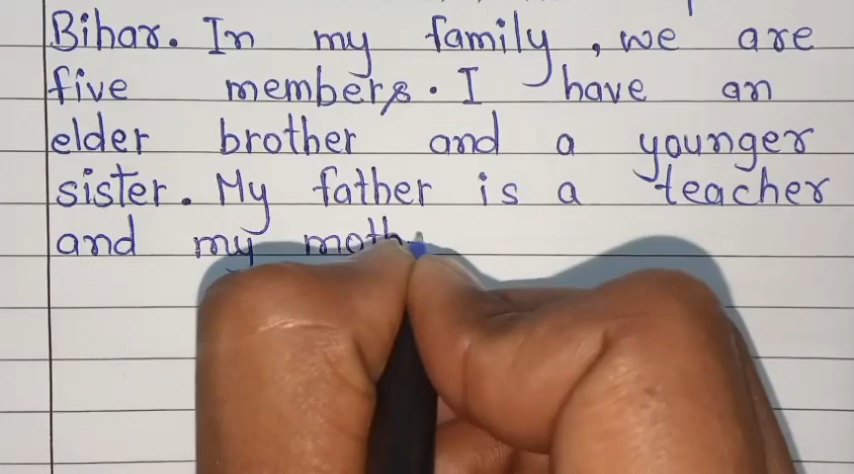 Bihar. In my family, we are
five members. I have an
elder brother and a younger
sister. My father is a teacher
and my moth